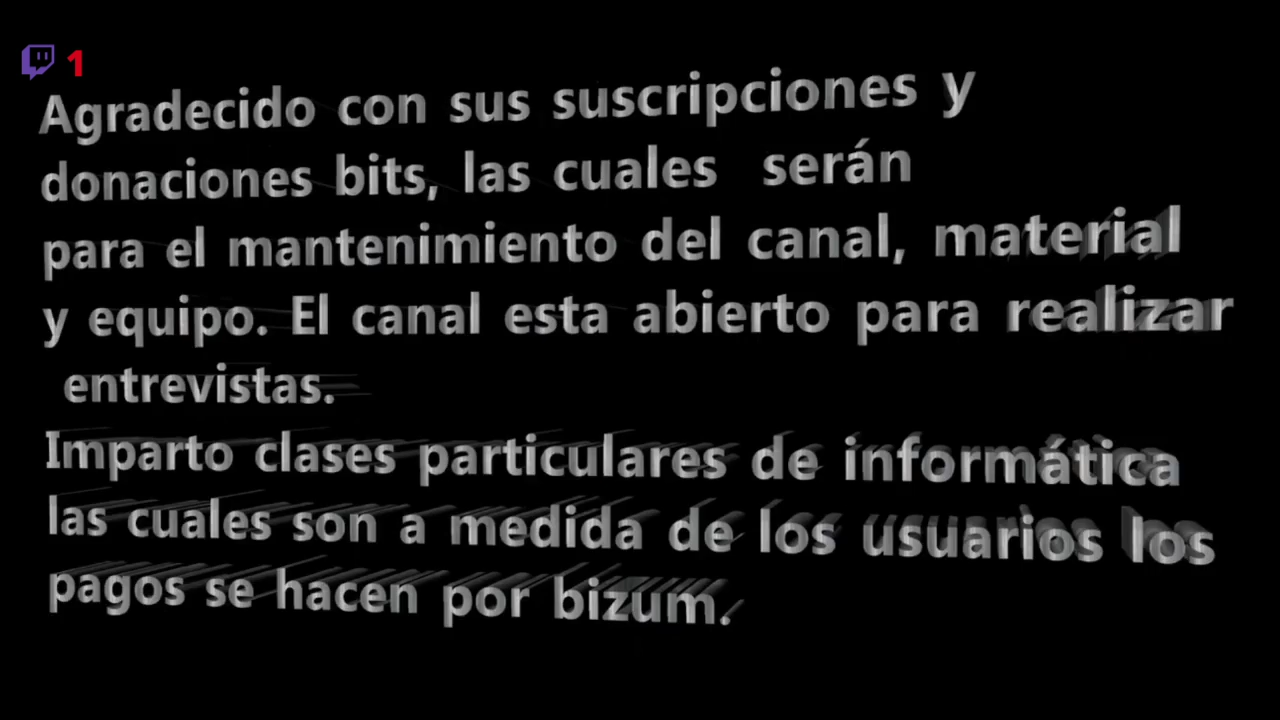 1
Agradecido con sus suscripciones y
donaciones bits, las cuales serán
para el mantenimiento del canal, material
y equipo. El canal esta abierto para realizar
entrevistas.
Imparto clases particulares de informática
las cuales son a medida de los usuarios los
pagos se hacen por bizum.